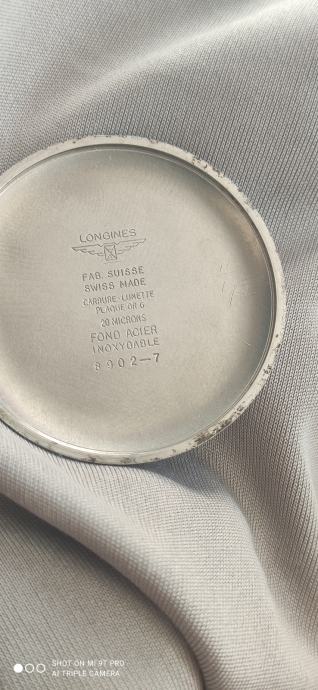 LONGINES
FAB. SUISSE
SWISS MADE
CARRURE-LUNETTE
PLAQUE OR G
20 MICRONS
FOND ACIER
INOXYDABLE
8902-7
SHOT ON MI 9T PRO
AI TRIPLE CAMERA